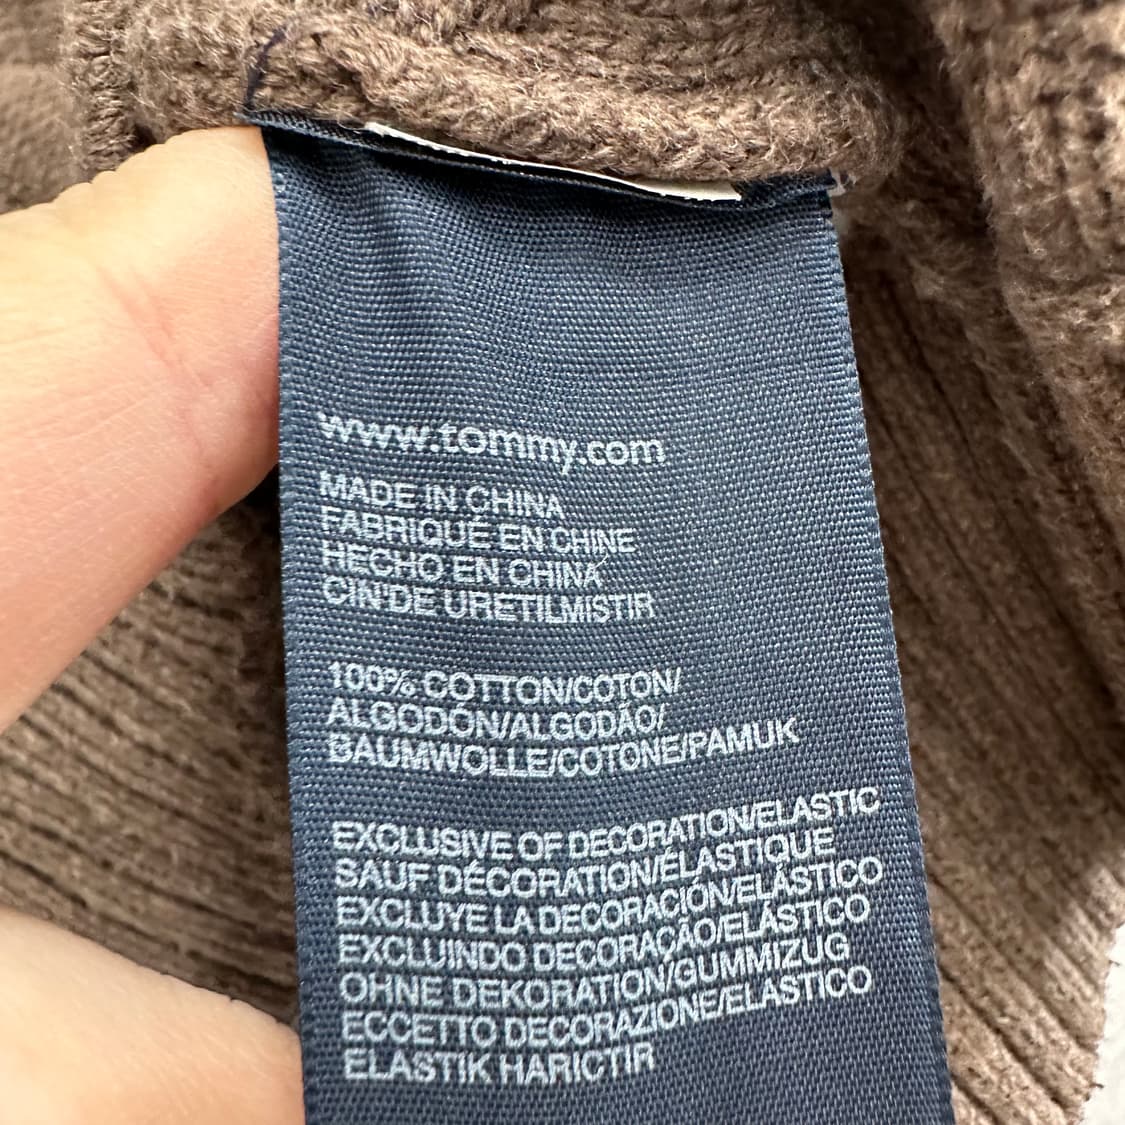 www.tommy.com
MADE IN CHINA
FABRIQUÉ EN CHINE
HECHO EN CHINA
CIN'DE URETILMISTIR
100% COTTON/COTON/
ALGODÓN/ALGODÃO/
BAUMWOLLE/COTONE/PAMUK
EXCLUSIVE OF DECORATION/ELASTIC
SAUF DÉCORATION/ÉLASTIQUE
EXCLUYE LA DECORACIÓN/ELÁSTICO
EXCLUINDO DECORAÇÃO/ELÁSTICO
OHNE DEKORATION/GUMMIZUG
ECCETTO DECORAZIONE/ELASTICO
ELASTIK HARICTIR